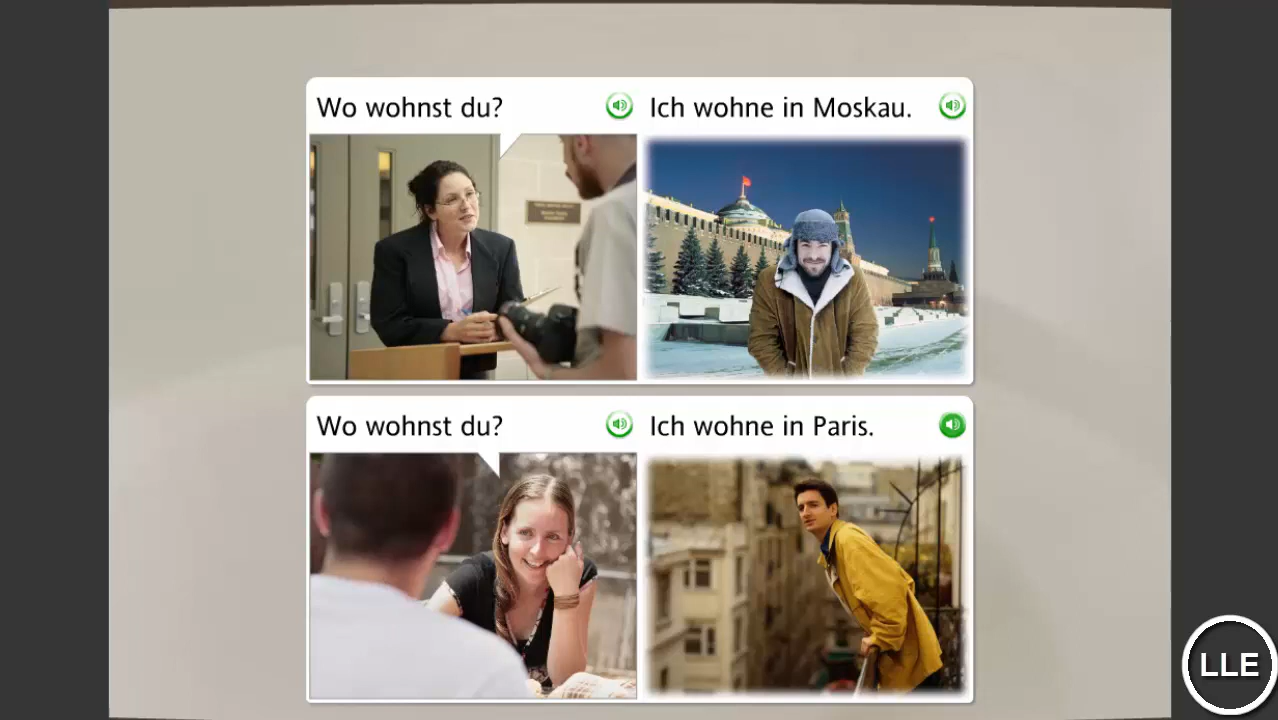 Wo wohnst du?
Ich wohne in Moskau.
Wo wohnst du?
Ich wohne in Paris.
LLE